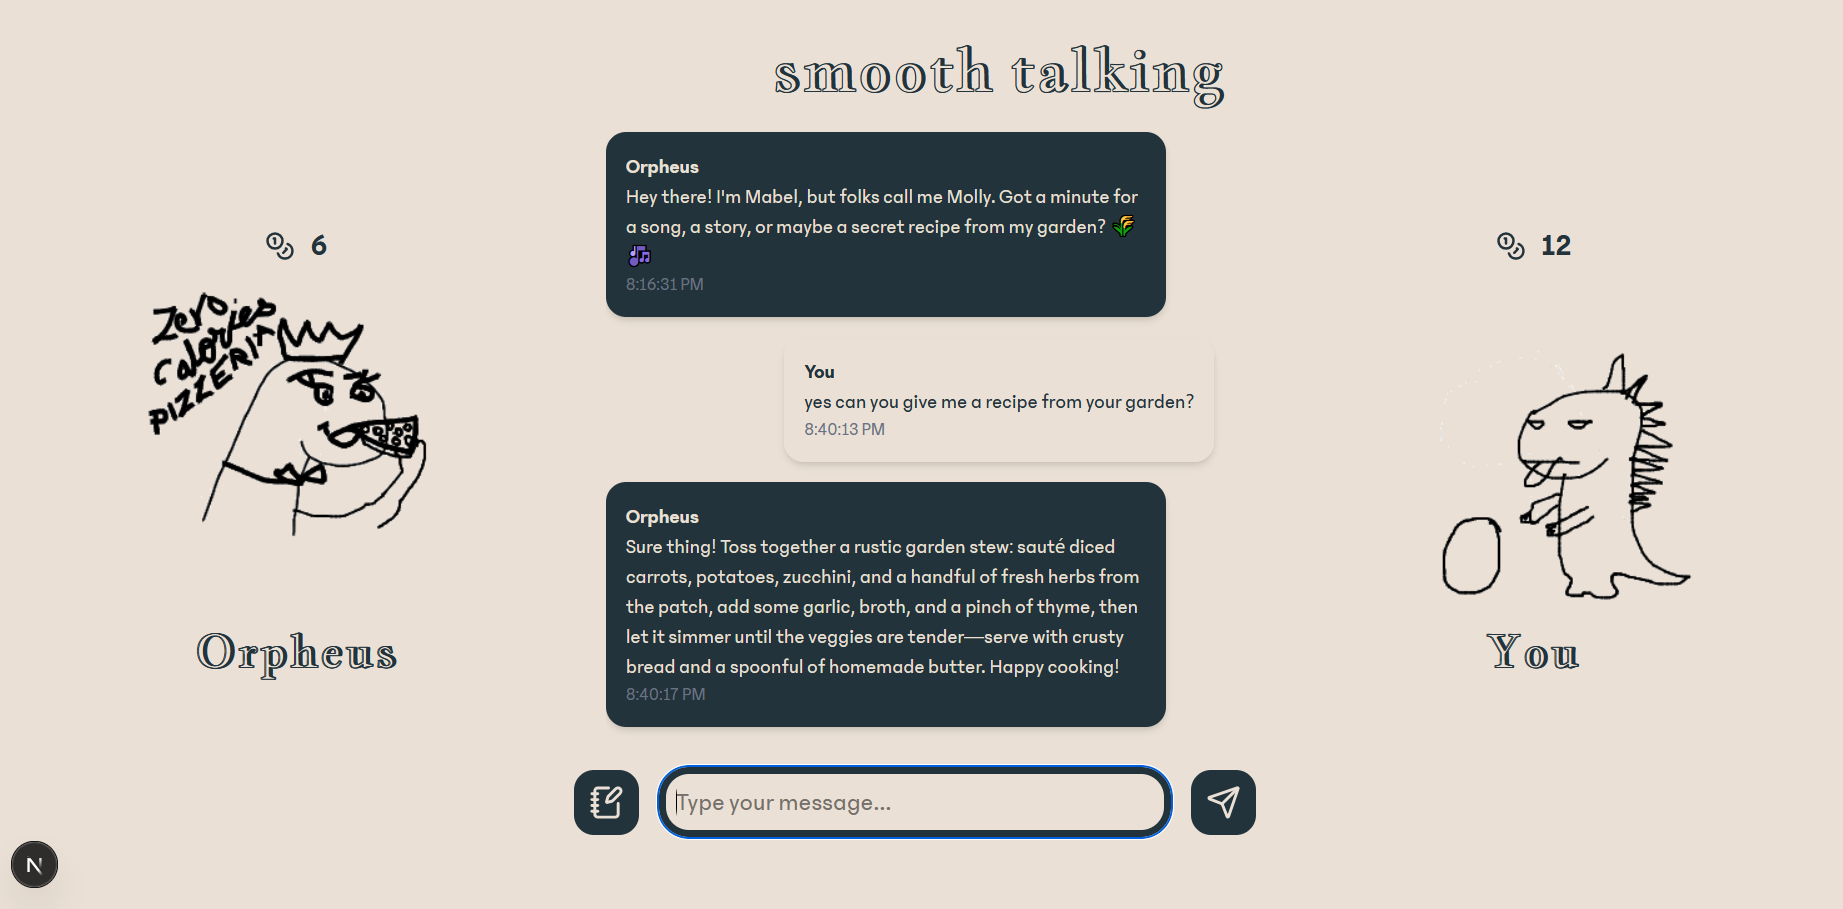 smooth talking
Orpheus
Hey there! I'm Mabel, but folks call me Molly. Got a minute for
a song, a story, or maybe a secret recipe from my garden? 🌾
🎶
8:16:31 PM
6
12
Zero
Calories
PIZZERIA
You
yes can you give me a recipe from your garden?
8:40:13 PM
Orpheus
Sure thing! Toss together a rustic garden stew: sauté diced
carrots, potatoes, zucchini, and a handful of fresh herbs from
the patch, add some garlic, broth, and a pinch of thyme, then
let it simmer until the veggies are tender—serve with crusty
bread and a spoonful of homemade butter. Happy cooking!
8:40:17 PM
Orpheus
You
Type your message...
N